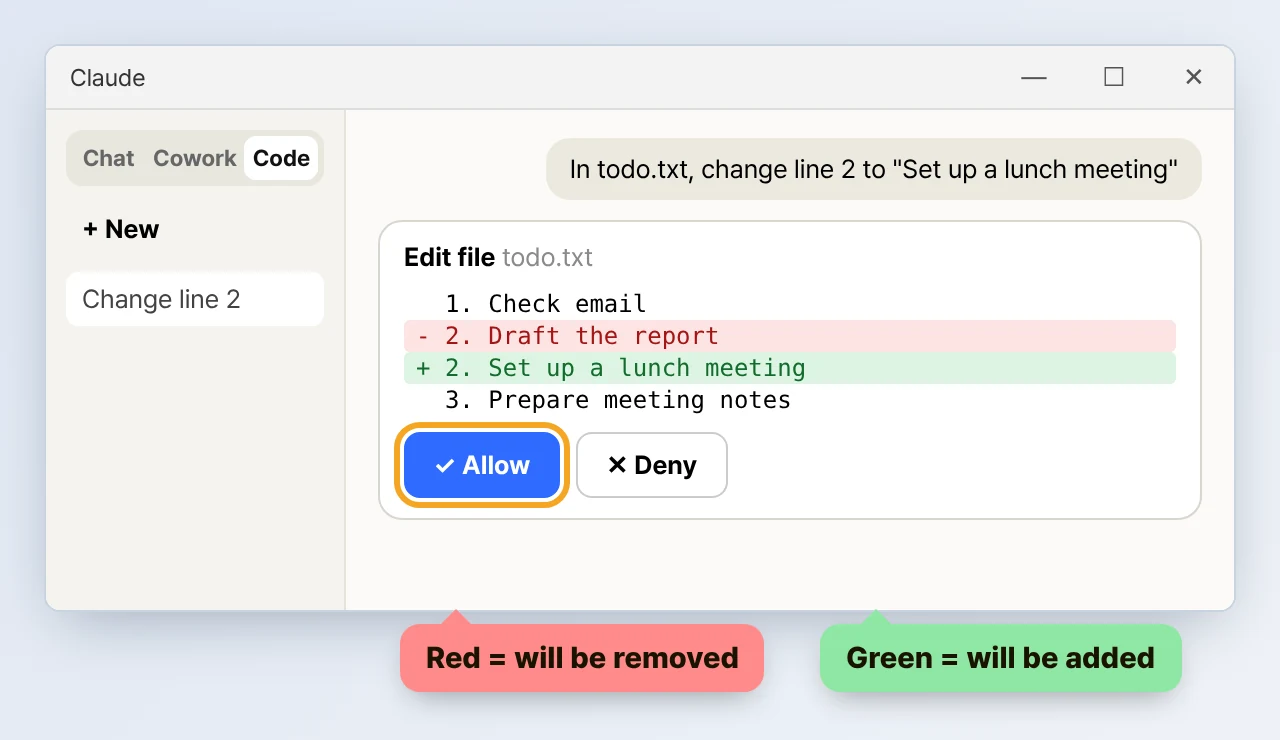 Claude
Chat Cowork Code
+ New
Change line 2
In todo.txt, change line 2 to "Set up a lunch meeting"
Edit file todo.txt
1. Check email
- 2. Draft the report
+ 2. Set up a lunch meeting
3. Prepare meeting notes
✓ Allow ✕ Deny
Red = will be removed
Green = will be added